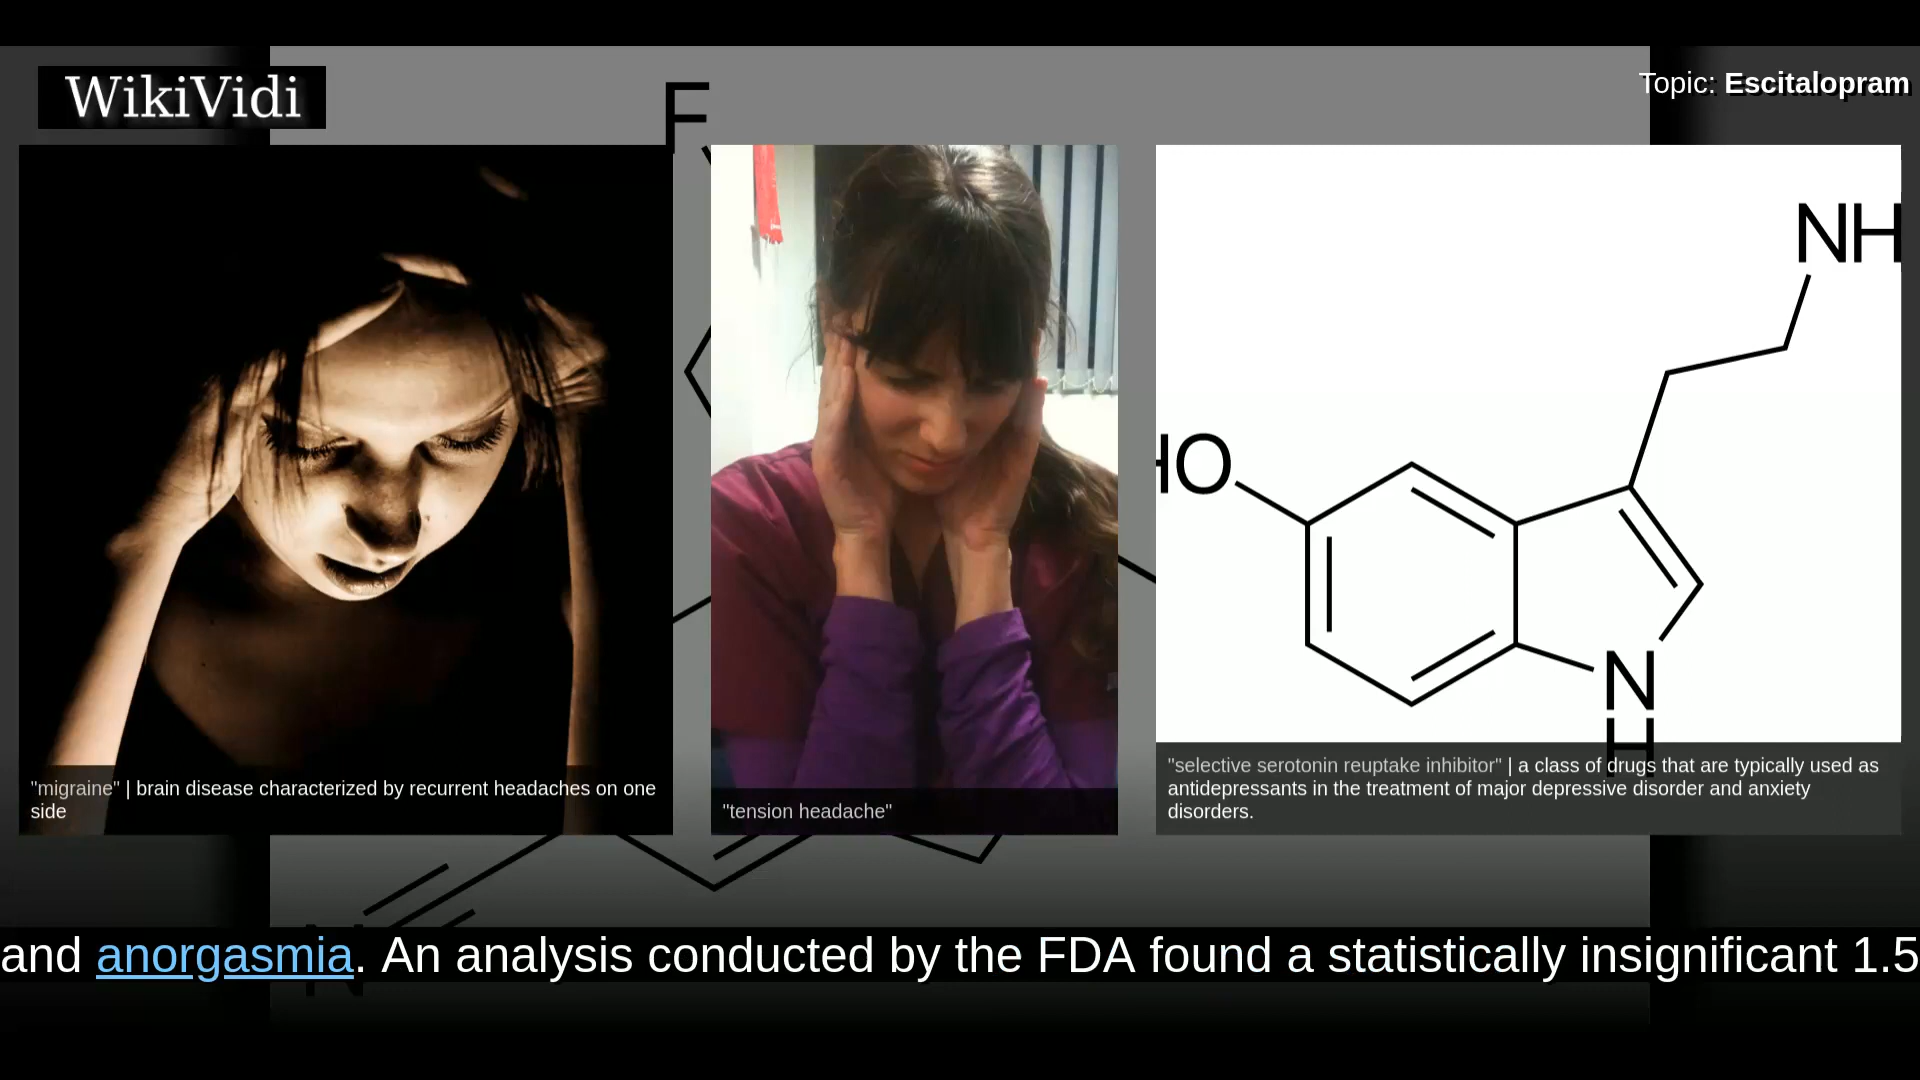 WikiVidi
Topic: Escitalopram
F
NH
HO
N
H
"migraine" | brain disease characterized by recurrent headaches on one
side
"tension headache"
"selective serotonin reuptake inhibitor" | a class of drugs that are typically used as
antidepressants in the treatment of major depressive disorder and anxiety
disorders.
N
and anorgasmia. An analysis conducted by the FDA found a statistically insignificant 1.5